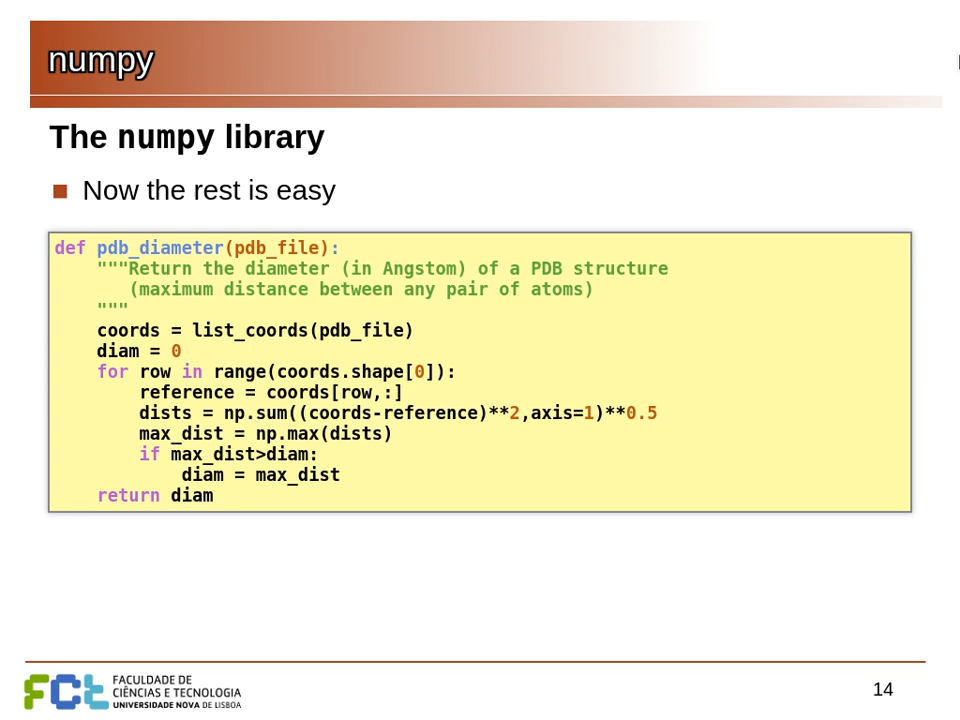 numpy
The numpy library
Now the rest is easy
def pdb_diameter(pdb_file):
    """Return the diameter (in Angstom) of a PDB structure
       (maximum distance between any pair of atoms)
    """
    coords = list_coords(pdb_file)
    diam = 0
    for row in range(coords.shape[0]):
        reference = coords[row,:]
        dists = np.sum((coords-reference)**2,axis=1)**0.5
        max_dist = np.max(dists)
        if max_dist>diam:
            diam = max_dist
    return diam
FCT
FACULDADE DE
CIÊNCIAS E TECNOLOGIA
UNIVERSIDADE NOVA DE LISBOA
14